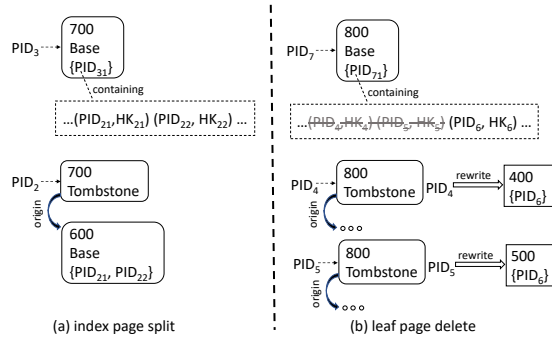 700
Base
{PID31}
PID3
containing
...(PID21,HK21) (PID22, HK22) ...
700
Tombstone
PID2
origin
600
Base
{PID21, PID22}
(a) index page split
800
Base
{PID71}
PID7
containing
...(PID4,HK4) (PID5, HK5) (PID6, HK6) ...
800
Tombstone
PID4
origin
PID4
rewrite
400
{PID6}
800
Tombstone
PID5
origin
PID5
rewrite
500
{PID6}
(b) leaf page delete